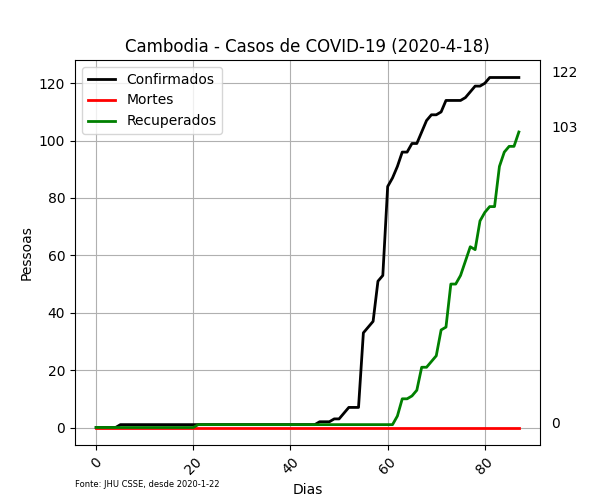 Cambodia - Casos de COVID-19 (2020-4-18)
Confirmados
Mortes
Recuperados
Pessoas
120
100
80
60
40
20
0
122
103
0
0
20
40
60
80
Dias
Fonte: JHU CSSE, desde 2020-1-22